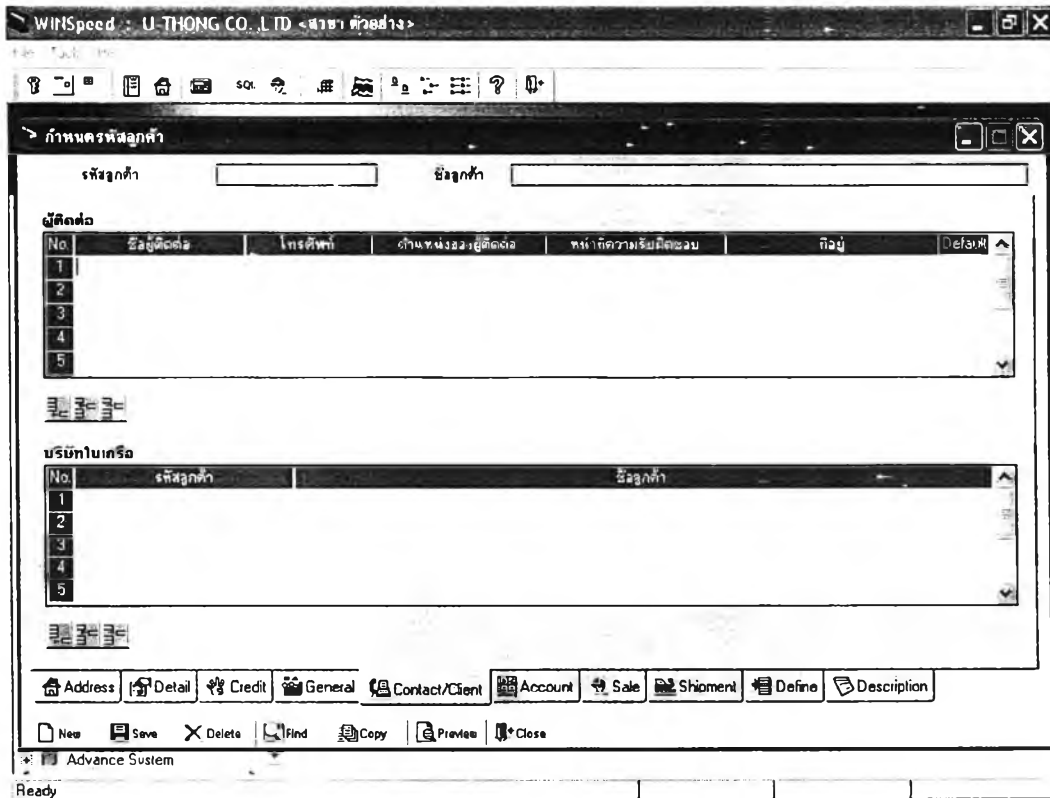 WINSpeed : U-THONG CO.,LTD <สาขา ตัวอย่าง>
SQL
กำหนดรหัสลูกค้า
รหัสลูกค้า ชื่อลูกค้า
ผู้ติดต่อ
No. ชื่อผู้ติดต่อ โทรศัพท์ ตำแหน่งของผู้ติดต่อ หน้าที่ความรับผิดชอบ ที่อยู่ Default
1
2
3
4
5
บริษัทในเครือ
No. รหัสลูกค้า ชื่อลูกค้า
1
2
3
4
5
Address Detail Credit General Contact/Client Account Sale Shipment Define Description
New Save Delete Find Copy Preview Close
Advance System
Ready